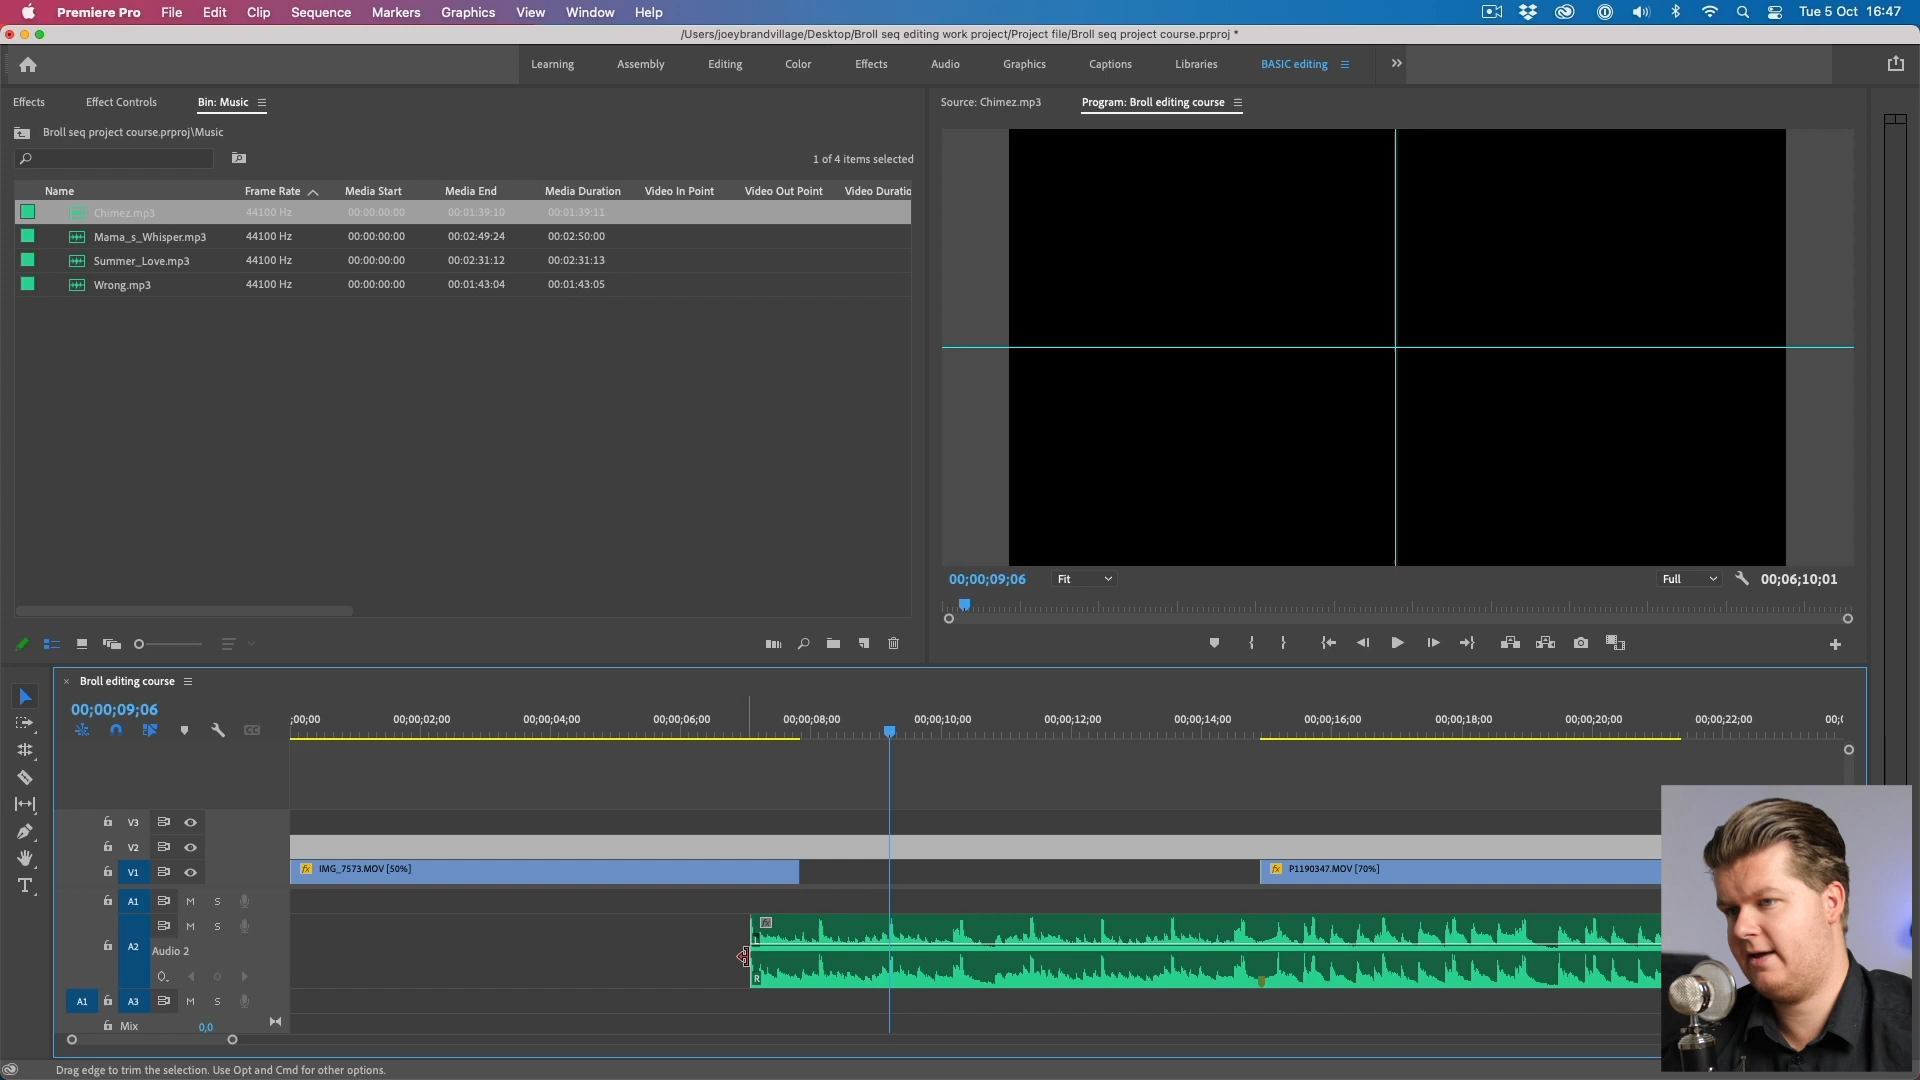 Premiere Pro File Edit Clip Sequence Markers Graphics View Window Help Tue 5 Oct 16:47
/Users/joeybrandvillage/Desktop/Broll seq editing work project/Project file/Broll seq project course.prproj *
Learning Assembly Editing Color Effects Audio Graphics Captions Libraries BASIC editing
Effects Effect Controls Bin: Music
Source: Chimez.mp3 Program: Broll editing course
Broll seq project course.prproj\Music
1 of 4 items selected
Name Frame Rate Media Start Media End Media Duration Video In Point Video Out Point Video Duratio
Chimez.mp3 44100 Hz 00:00:00:00 00:01:39:10 00:01:39:11
Mama_s_Whisper.mp3 44100 Hz 00:00:00:00 00:02:49:24 00:02:50:00
Summer_Love.mp3 44100 Hz 00:00:00:00 00:02:31:12 00:02:31:13
Wrong.mp3 44100 Hz 00:00:00:00 00:01:43:04 00:01:43:05
00;00;09;06 Fit Full 00;06;10;01
Broll editing course
00;00;09;06
;00;00 00;00;02;00 00;00;04;00 00;00;06;00 00;00;08;00 00;00;10;00 00;00;12;00 00;00;14;00 00;00;16;00 00;00;18;00 00;00;20;00 00;00;22;00 00;(
V3
V2
V1 fx IMG_7573.MOV [50%] fx P1190347.MOV [70%]
A1 M S
M S fx
A2 L
Audio 2
R
A1 A3 M S
Mix 0,0
Drag edge to trim the selection. Use Opt and Cmd for other options.